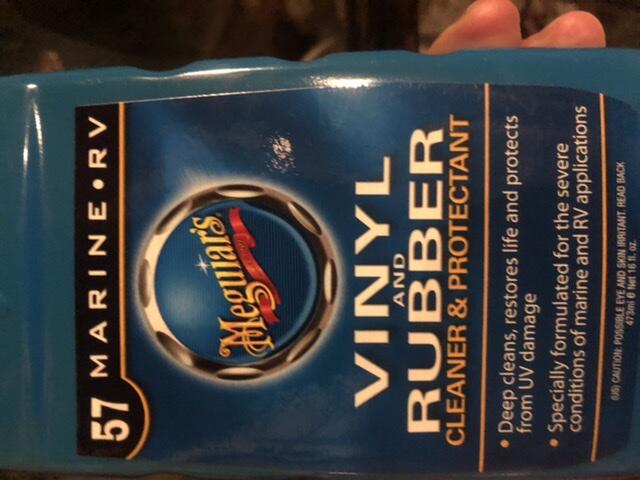 57 MARINE • RV
Meguiar's
VINYL
AND
RUBBER
CLEANER & PROTECTANT
• Deep cleans, restores life and protects
from UV damage
• Specially formulated for the severe
conditions of marine and RV applications
(US) CAUTION: POSSIBLE EYE AND SKIN IRRITANT. READ BACK
473ml e Net 16 fl. oz.